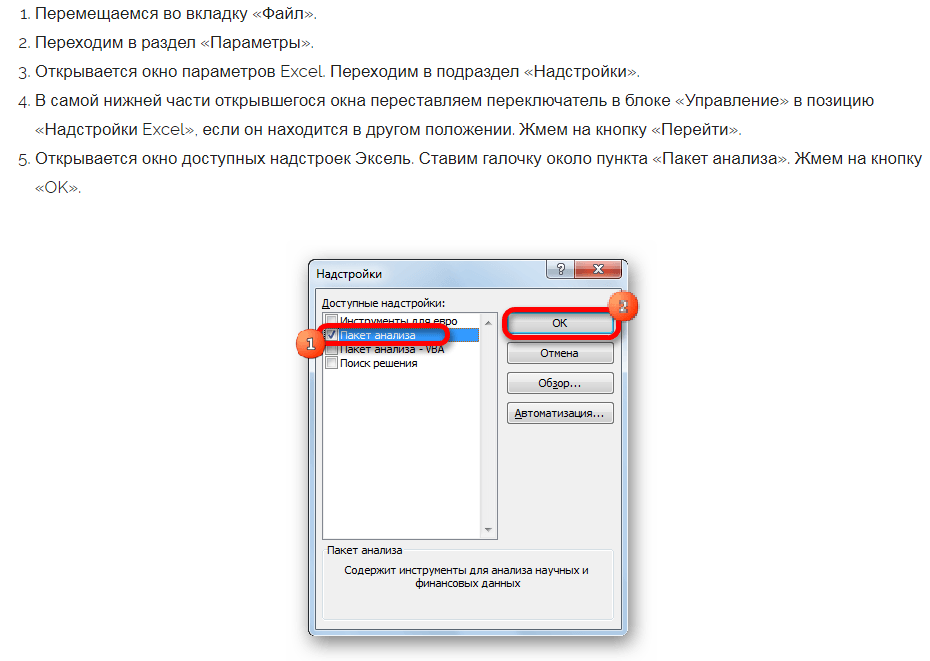 1. Перемещаемся во вкладку «Файл».
2. Переходим в раздел «Параметры».
3. Открывается окно параметров Excel. Переходим в подраздел «Надстройки».
4. В самой нижней части открывшегося окна переставляем переключатель в блоке «Управление» в позицию
«Надстройки Excel», если он находится в другом положении. Жмем на кнопку «Перейти».
5. Открывается окно доступных надстроек Эксель. Ставим галочку около пункта «Пакет анализа». Жмем на кнопку
«OK».
Надстройки
Доступные надстройки:
Инструменты для евро
Пакет анализа
Пакет анализа - VBA
Поиск решения
1
2
OK
Отмена
Обзор...
Автоматизация...
Пакет анализа
Содержит инструменты для анализа научных и
финансовых данных